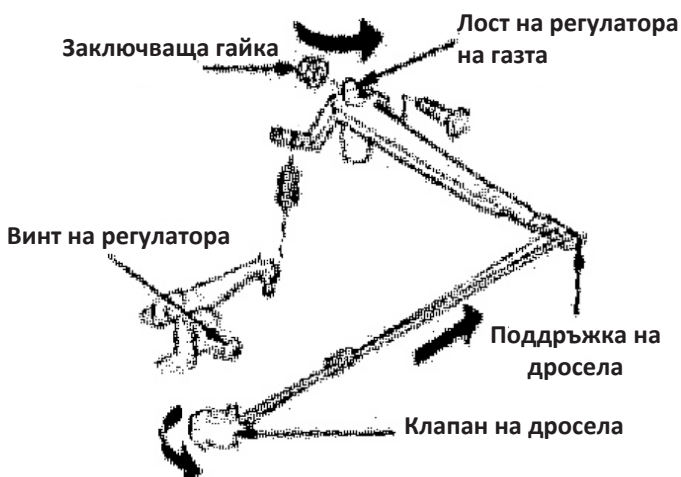 Лост на регулатора
на газта
Заключваща гайка
Винт на регулатора
Поддръжка на
дросела
Клапан на дросела